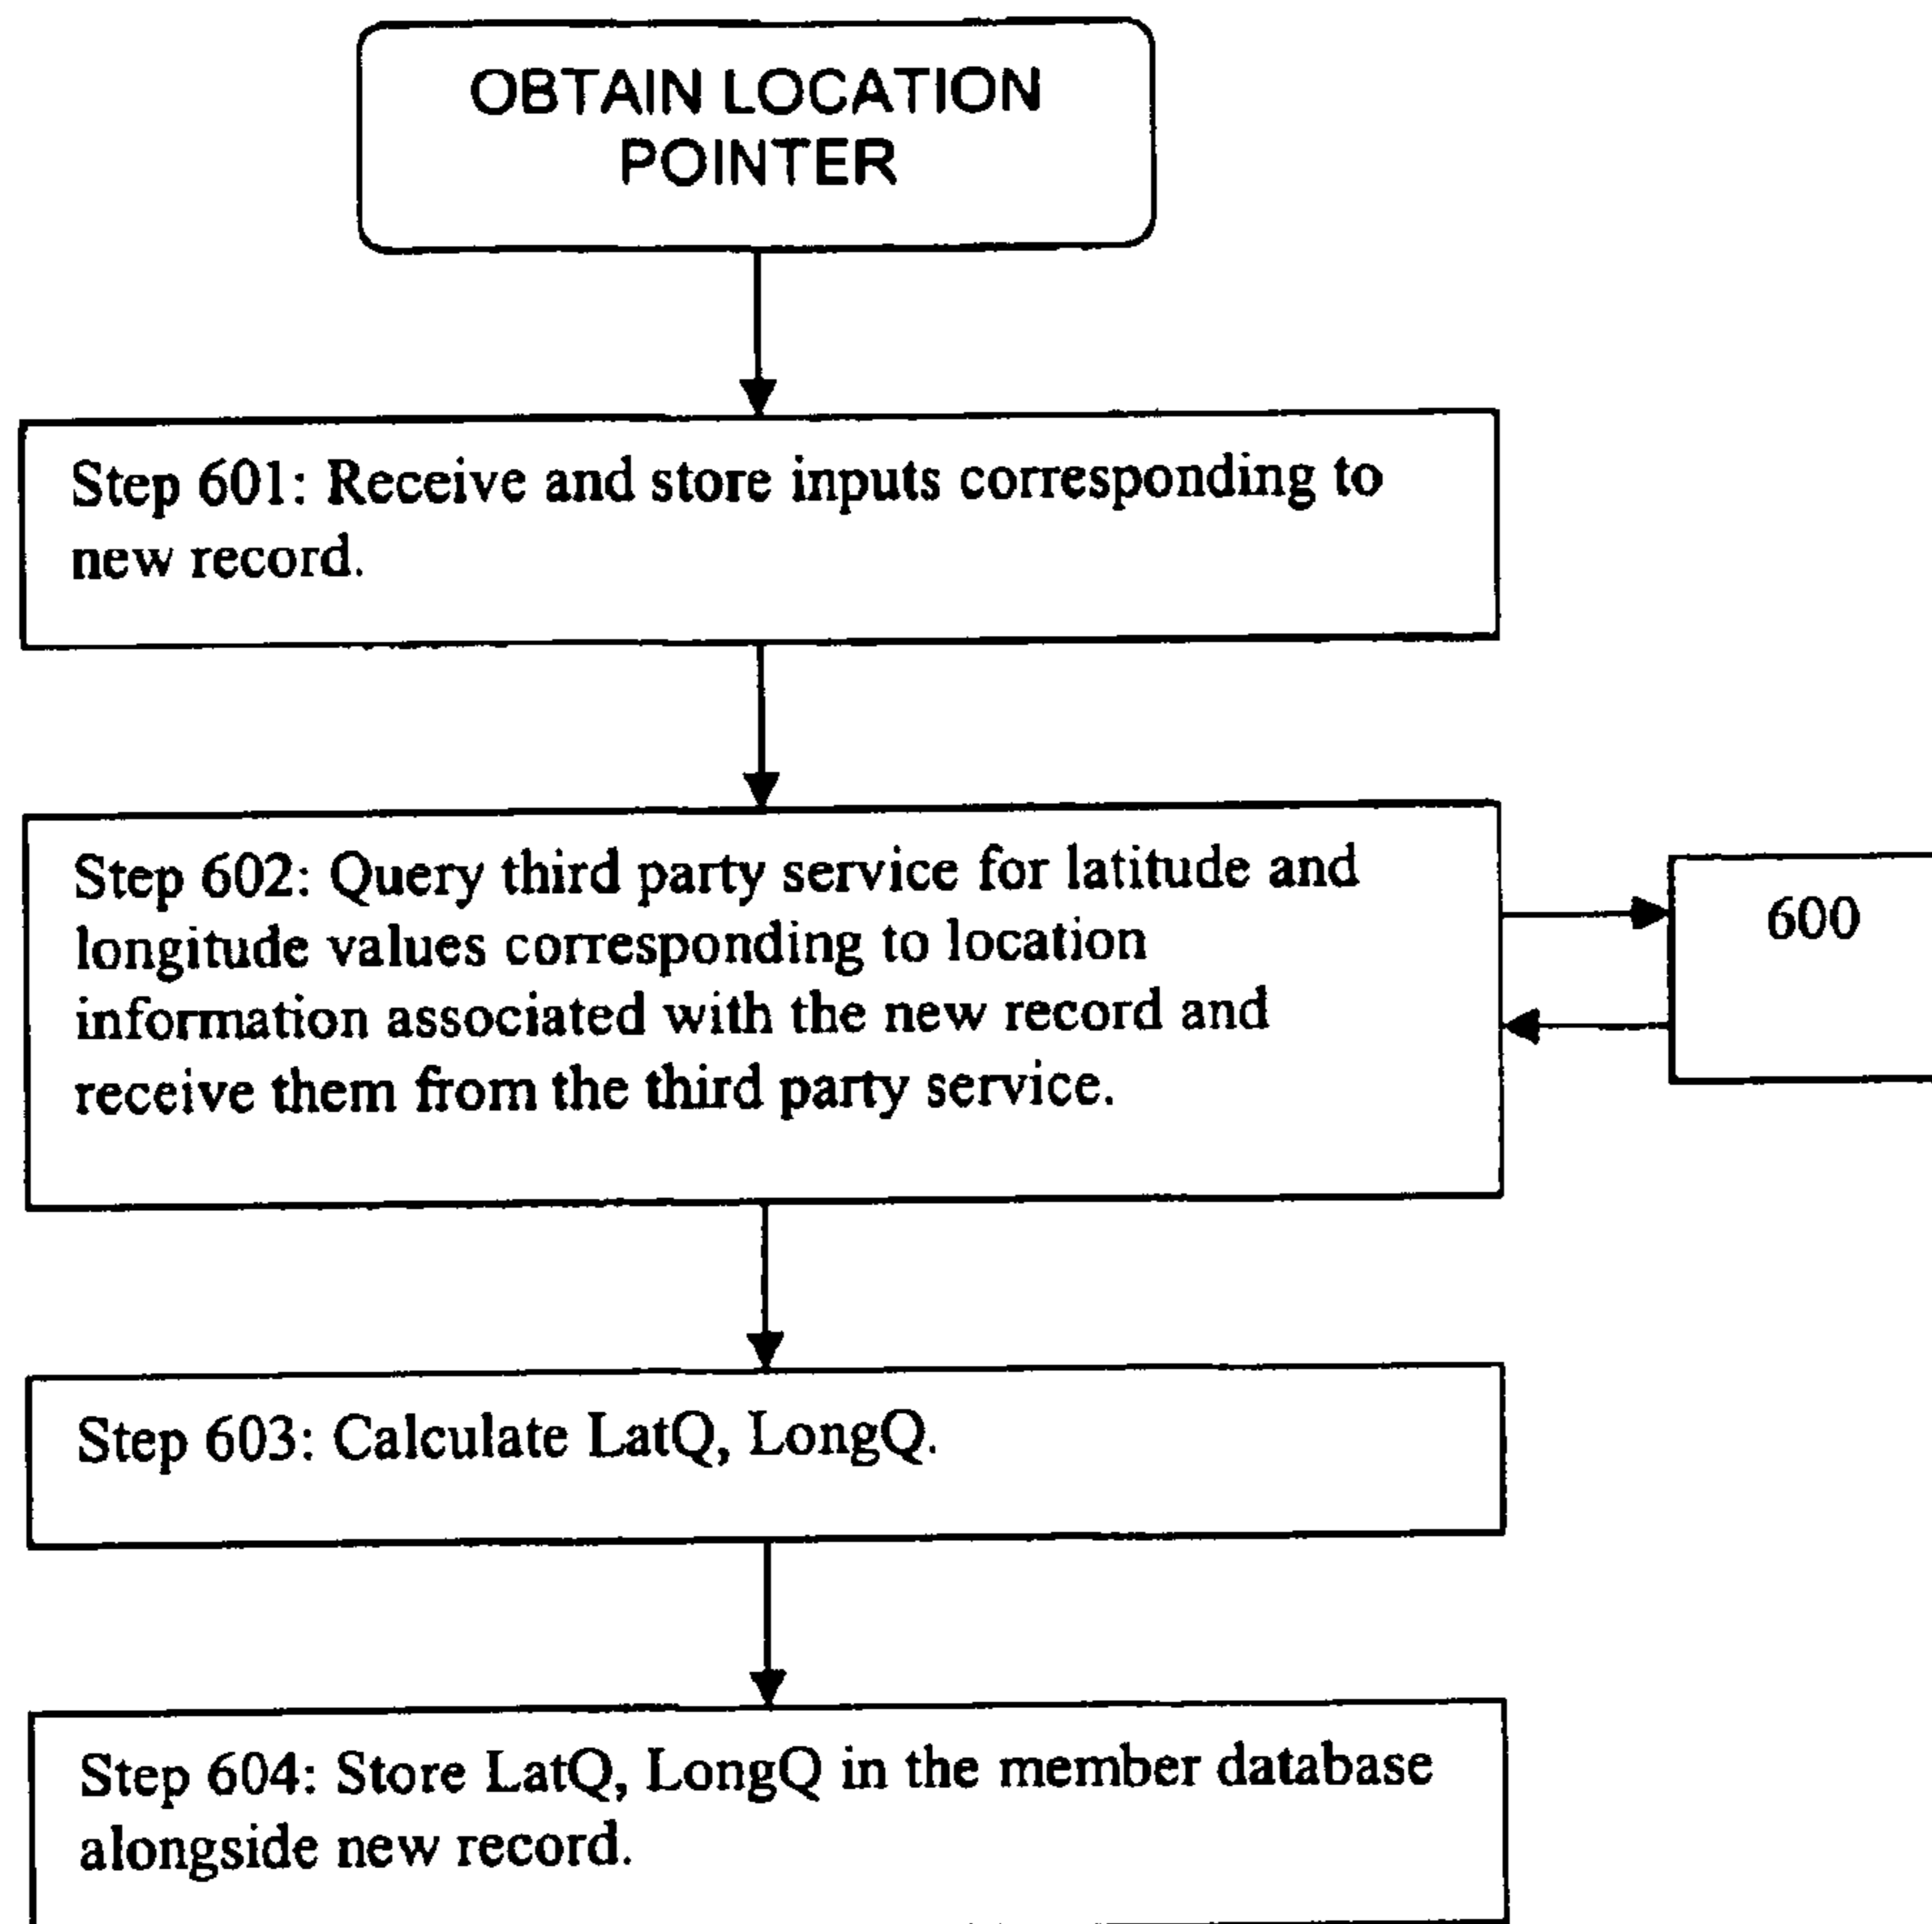 OBTAIN LOCATION
POINTER
Step 601: Receive and store inputs corresponding to
new record.
Step 602: Query third party service for latitude and
longitude values corresponding to location
information associated with the new record and
receive them from the third party service.
600
Step 603: Calculate LatQ, LongQ.
Step 604: Store LatQ, LongQ in the member database
alongside new record.